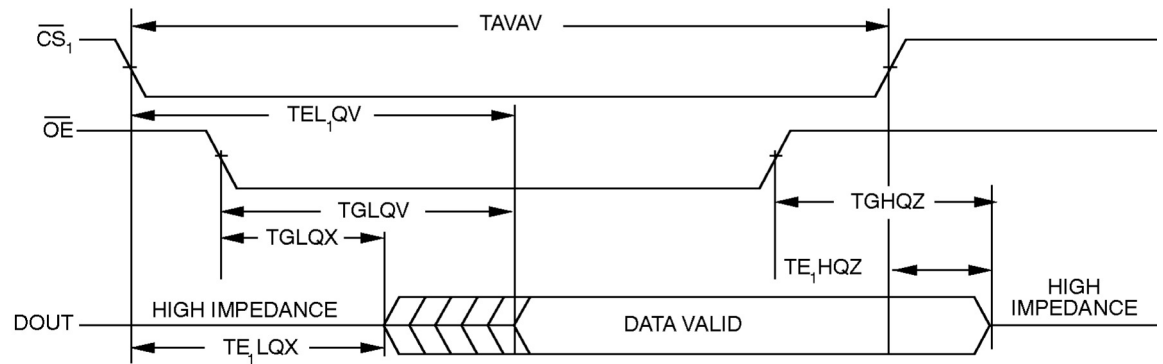 TAVAV
CS₁
TEL₁QV
OE
TGLQV
TGHQZ
TGLQX
TE₁HQZ
HIGH IMPEDANCE
HIGH
IMPEDANCE
DOUT
DATA VALID
TE₁LQX